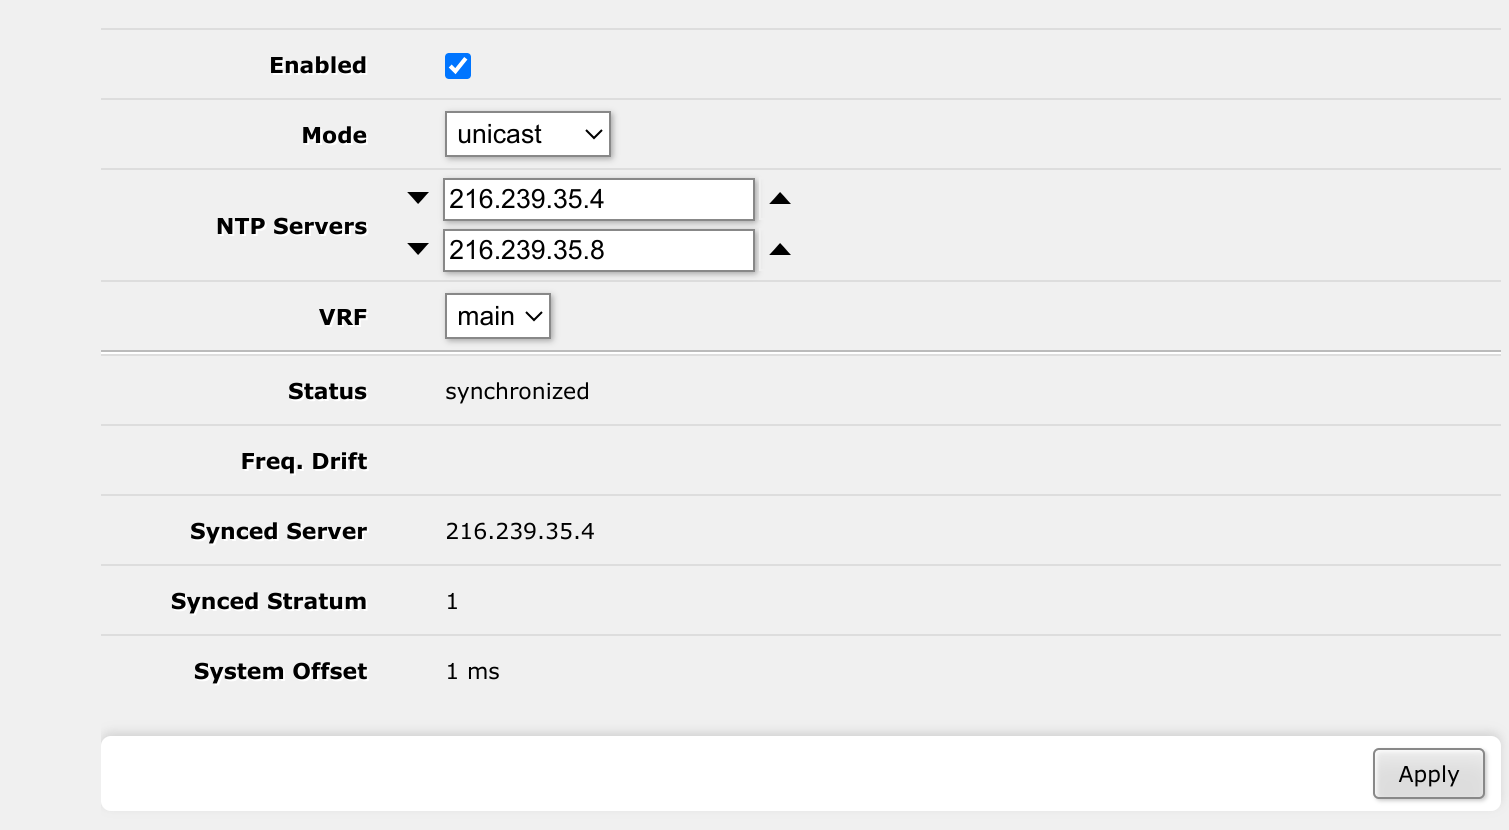 Enabled
Mode unicast
NTP Servers 216.239.35.4
216.239.35.8
VRF main
Status synchronized
Freq. Drift
Synced Server 216.239.35.4
Synced Stratum 1
System Offset 1 ms
Apply